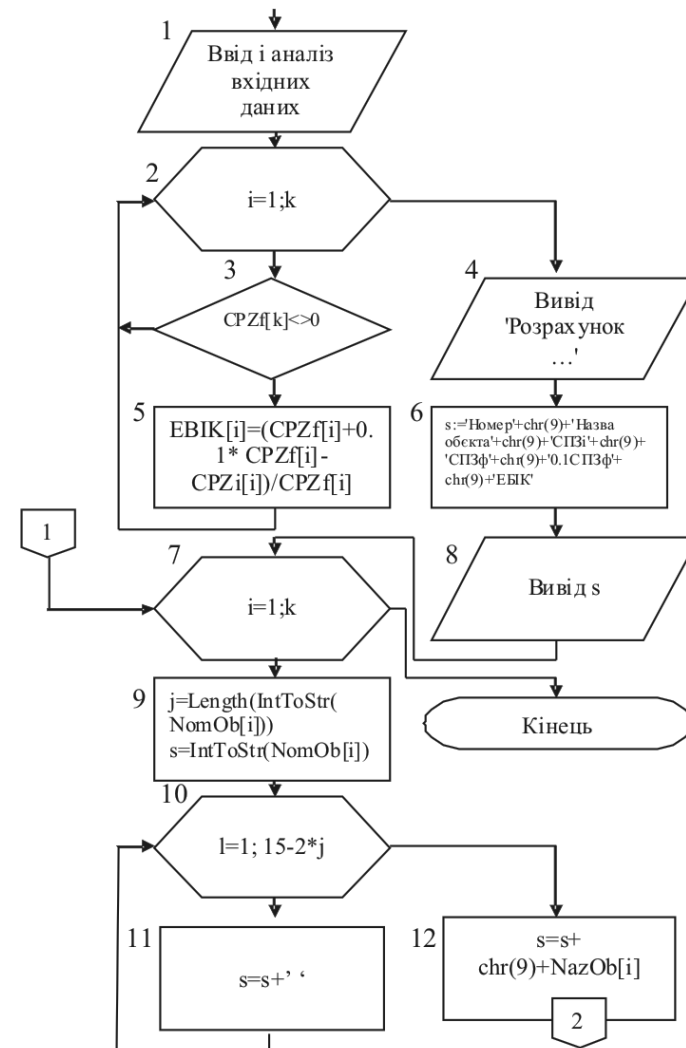 1
Ввід і аналіз
вхідних
даних
2
i=1;k
3
CPZf[k]<>0
4
Вивід
'Розрахунок
…'
5
EBIK[i]=(CPZf[i]+0.
1* CPZf[i]-
CPZi[i])/CPZf[i]
6
s:='Номер'+chr(9)+'Назва
обєкта'+chr(9)+'СПЗі'+chr(9)+
'СПЗф'+chr(9)+'0.1СПЗф'+
chr(9)+'ЕБІК'
1
7
i=1;k
8
Вивід s
9
j=Length(IntToStr(
NomOb[i]))
s=IntToStr(NomOb[i])
Кінець
10
l=1; 15-2*j
11
s=s+’ ‘
12
s=s+
chr(9)+NazOb[i]
2